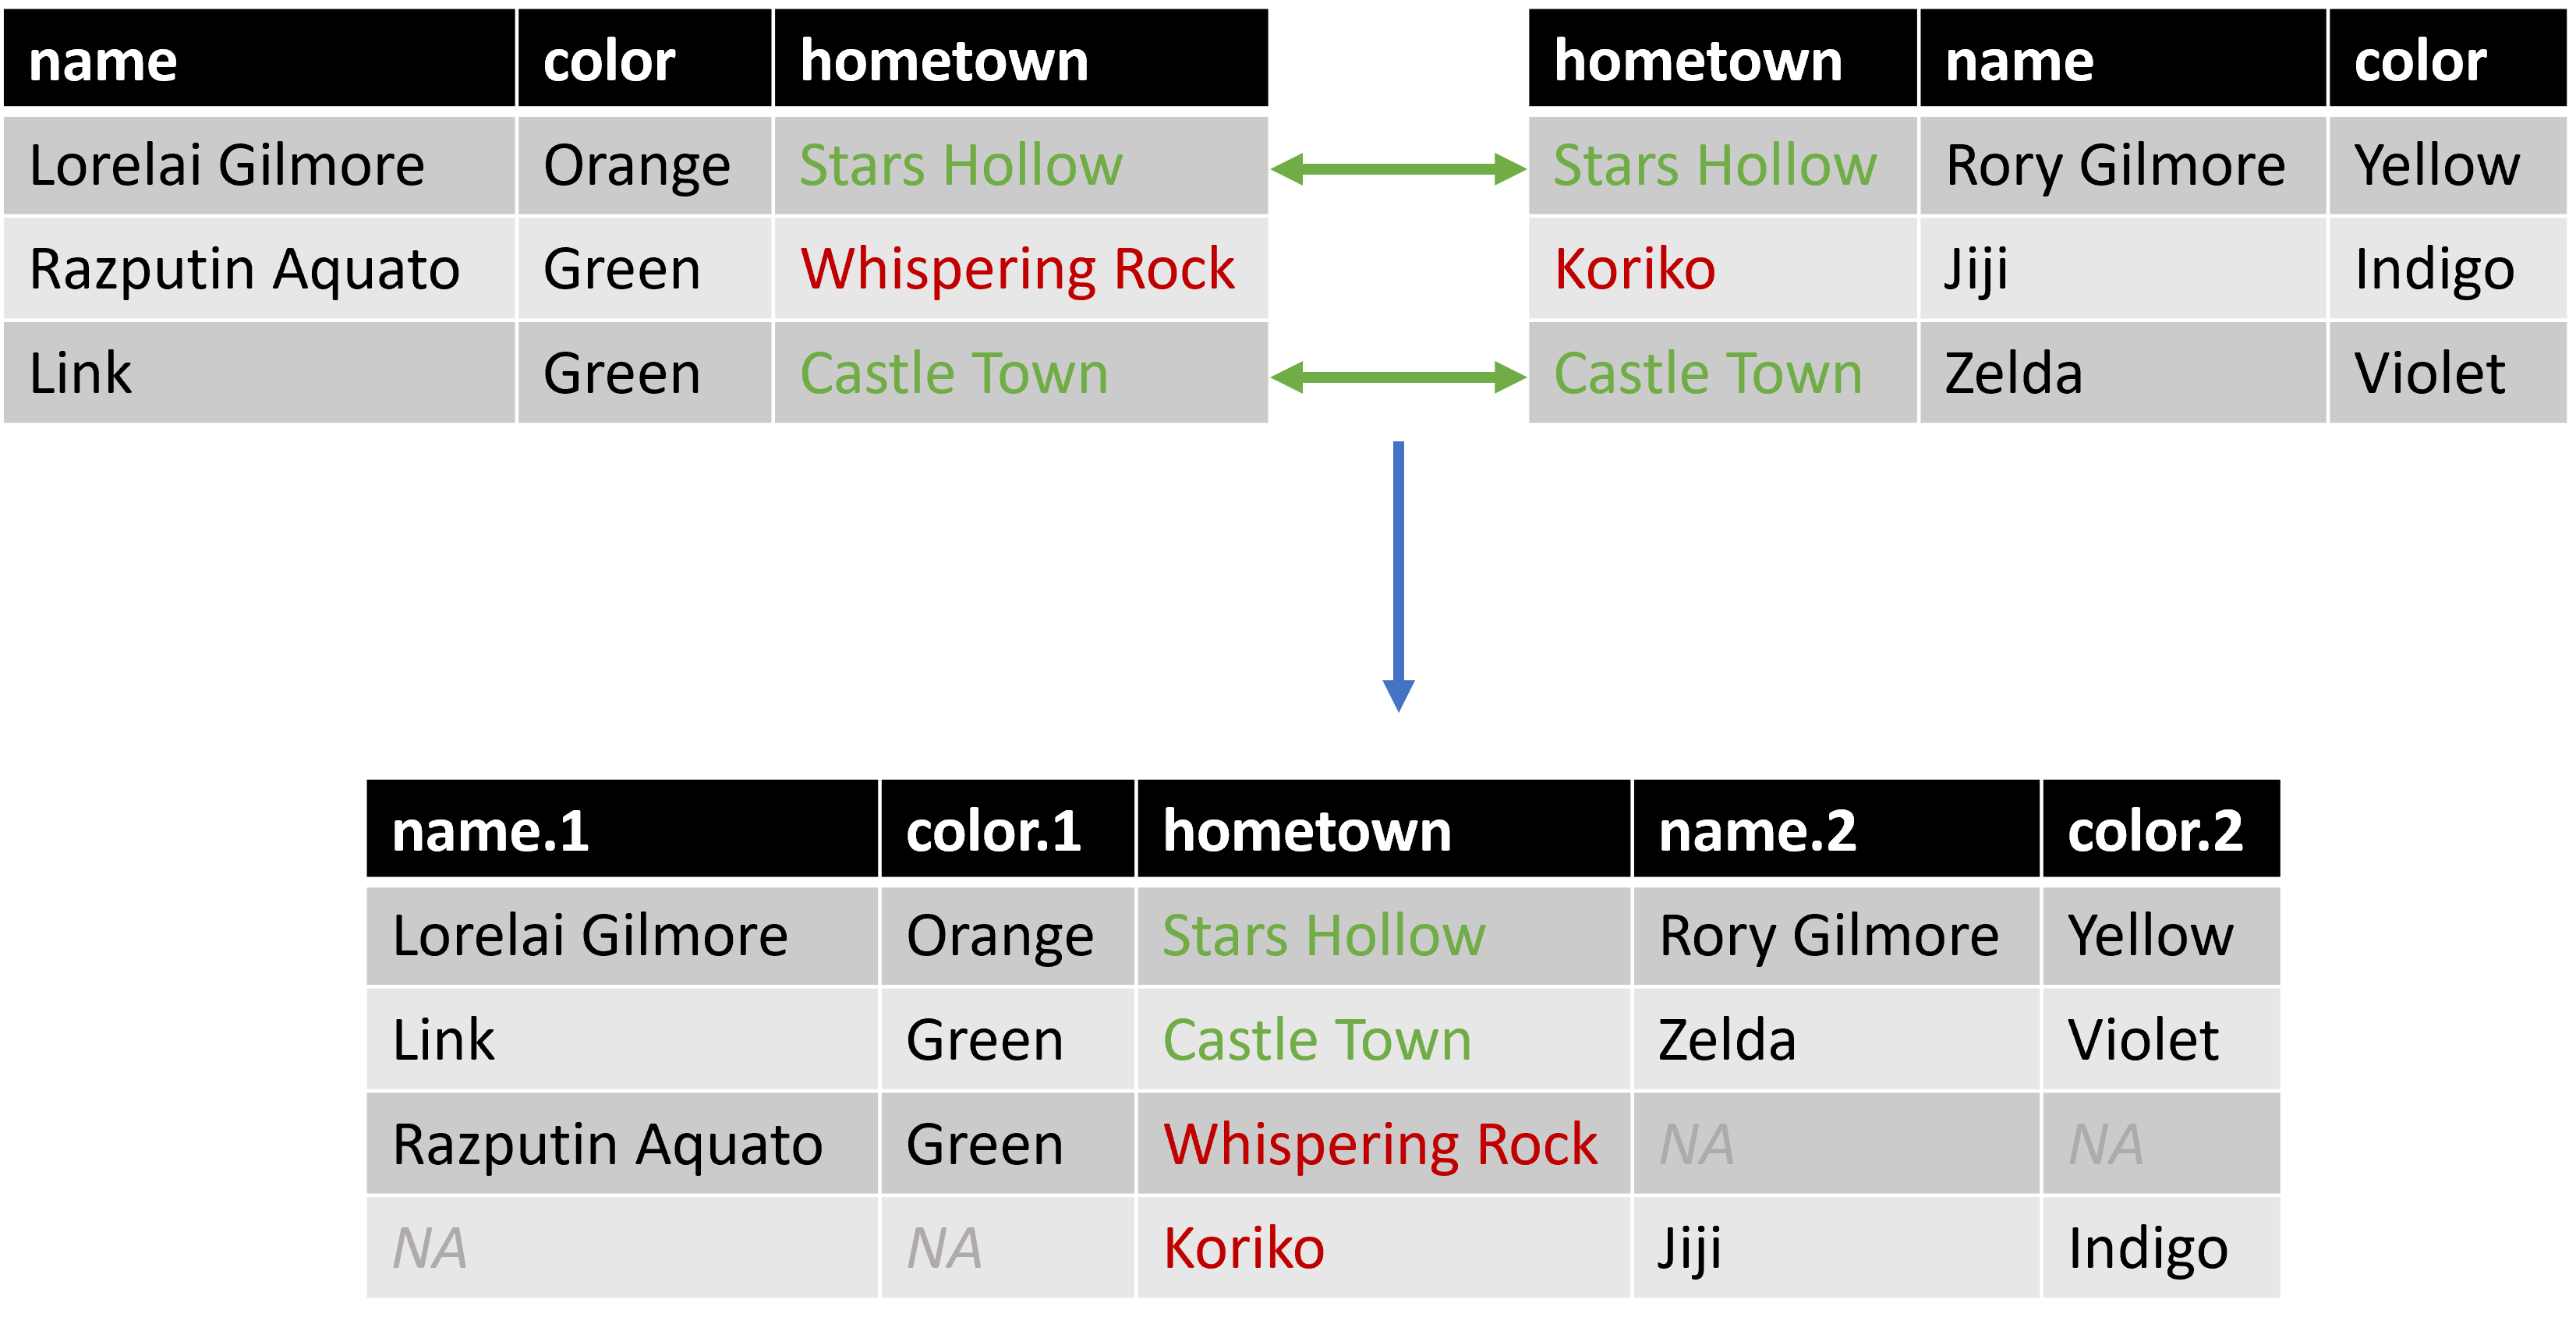 name color hometown hometown name color
Lorelai Gilmore Orange Stars Hollow Stars Hollow Rory Gilmore Yellow
Razputin Aquato Green Whispering Rock Koriko Jiji Indigo
Link Green Castle Town Castle Town Zelda Violet
name.1 color.1 hometown name.2 color.2
Lorelai Gilmore Orange Stars Hollow Rory Gilmore Yellow
Link Green Castle Town Zelda Violet
Razputin Aquato Green Whispering Rock NA NA
NA NA Koriko Jiji Indigo